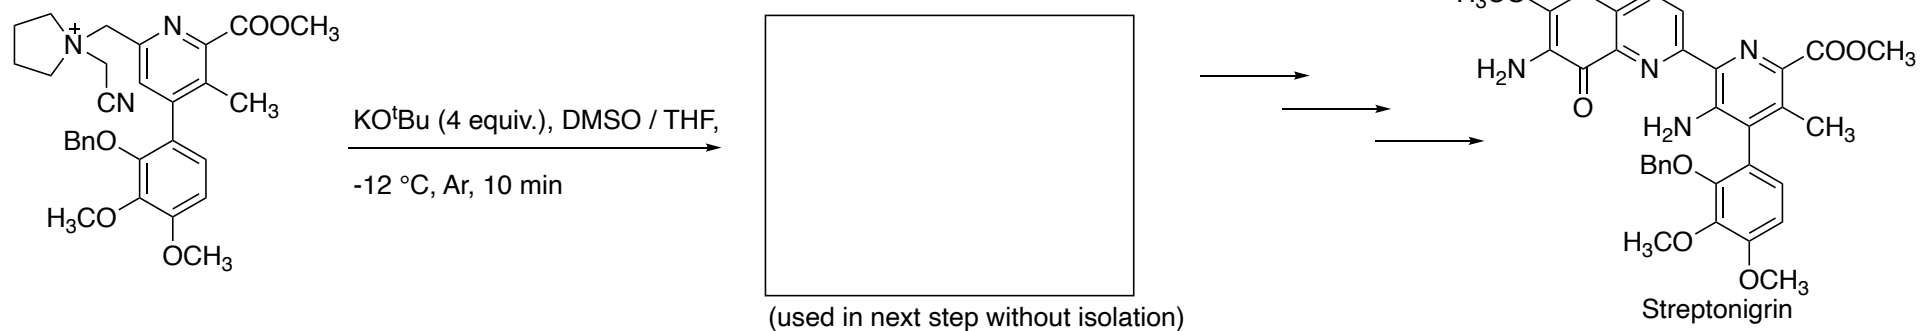 N
COOCH₃
N⁺
CN
CH₃
BnO
H₃CO
OCH₃
KOᵗBu (4 equiv.), DMSO / THF,
-12 °C, Ar, 10 min
(used in next step without isolation)
H₂N
O
N
N
COOCH₃
H₂N
CH₃
BnO
H₃CO
OCH₃
Streptonigrin